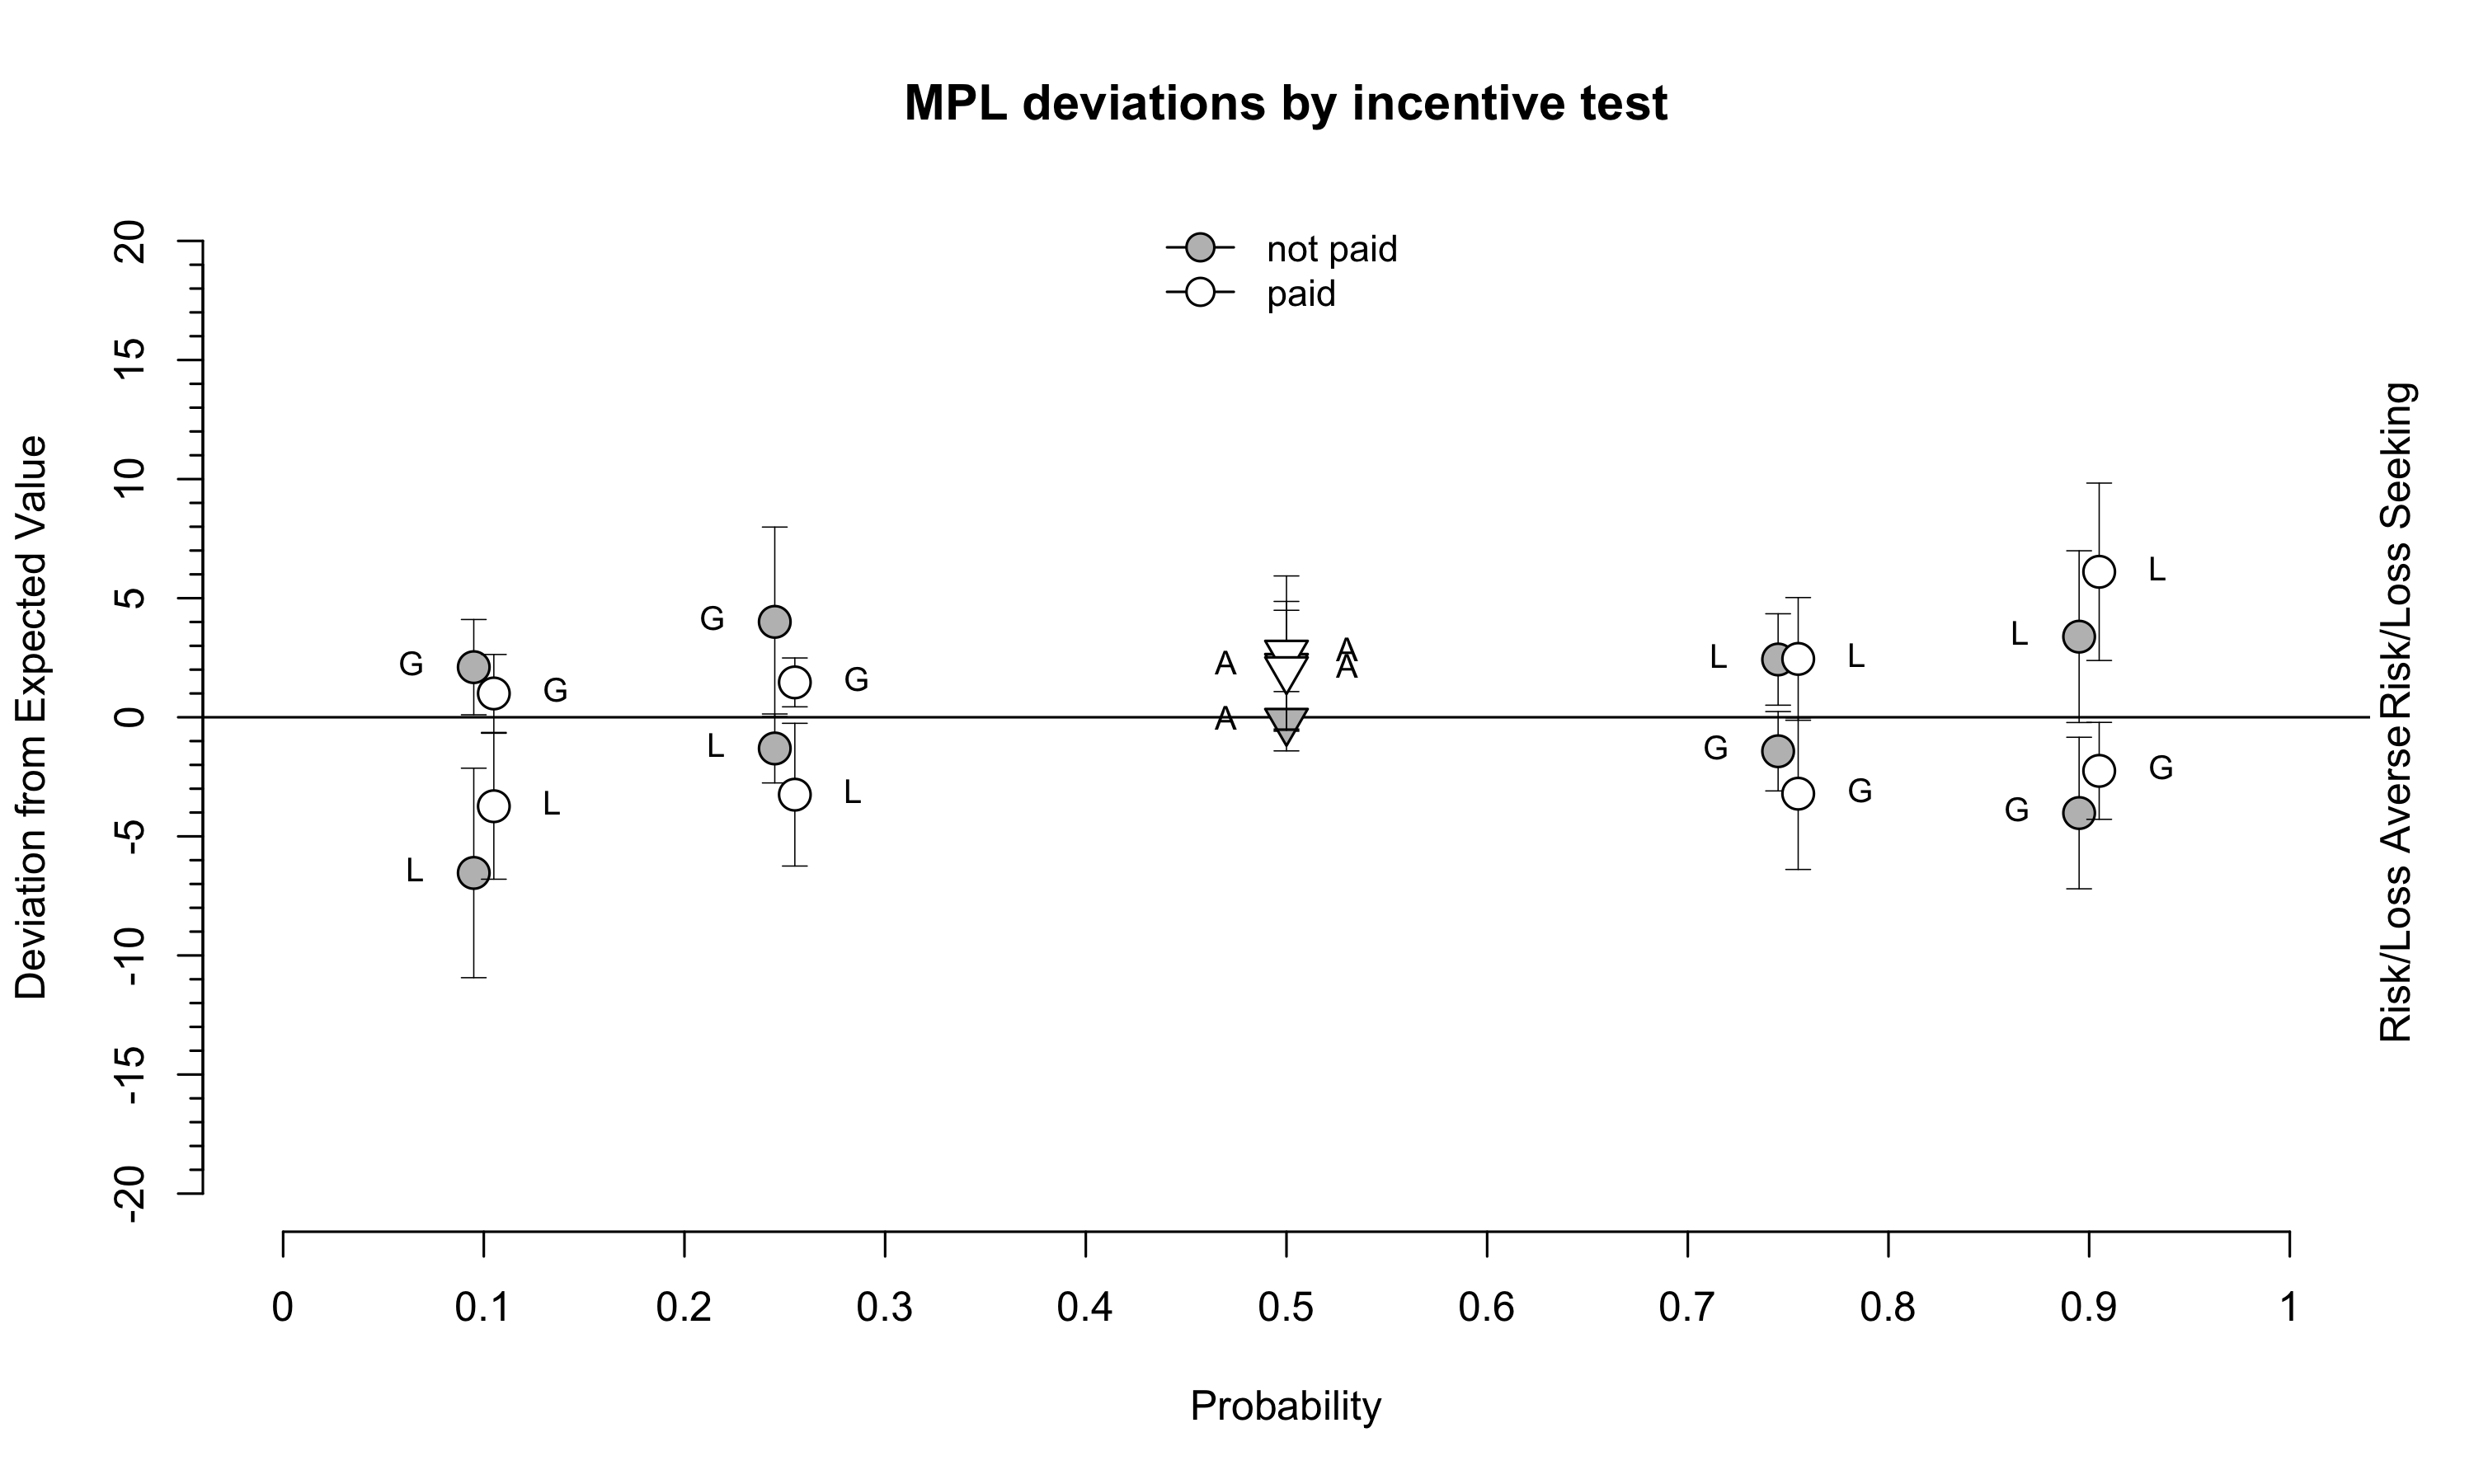 MPL deviations by incentive test
not paid
paid
Deviation from Expected Value
20
15
10
5
0
-5
-10
-15
-20
G
G
L
L
G
G
L
L
A
A
A
A
L
L
G
G
L
L
G
G
Risk/Loss Seeking
Risk/Loss Averse
0 0.1 0.2 0.3 0.4 0.5 0.6 0.7 0.8 0.9 1
Probability